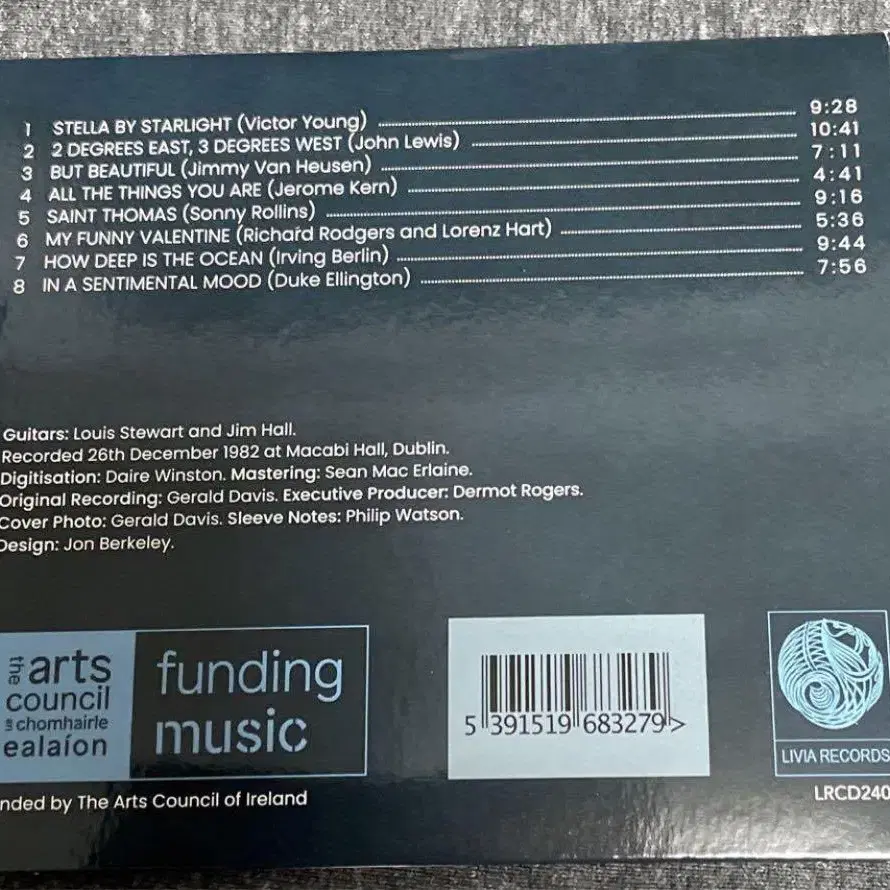 1 STELLA BY STARLIGHT (Victor Young) 9:28
2 2 DEGREES EAST, 3 DEGREES WEST (John Lewis) 10:41
3 BUT BEAUTIFUL (Jimmy Van Heusen) 7:11
4 ALL THE THINGS YOU ARE (Jerome Kern) 4:41
5 SAINT THOMAS (Sonny Rollins) 9:16
6 MY FUNNY VALENTINE (Richard Rodgers and Lorenz Hart) 5:36
7 HOW DEEP IS THE OCEAN (Irving Berlin) 9:44
8 IN A SENTIMENTAL MOOD (Duke Ellington) 7:56
Guitars: Louis Stewart and Jim Hall.
Recorded 26th December 1982 at Macabi Hall, Dublin.
Digitisation: Daire Winston. Mastering: Sean Mac Erlaine.
Original Recording: Gerald Davis. Executive Producer: Dermot Rogers.
Cover Photo: Gerald Davis. Sleeve Notes: Philip Watson.
Design: Jon Berkeley.
the arts
council
an chomhairle
ealaíon
funding
music
5 391519 683279>
LIVIA RECORDS
nded by The Arts Council of Ireland
LRCD240